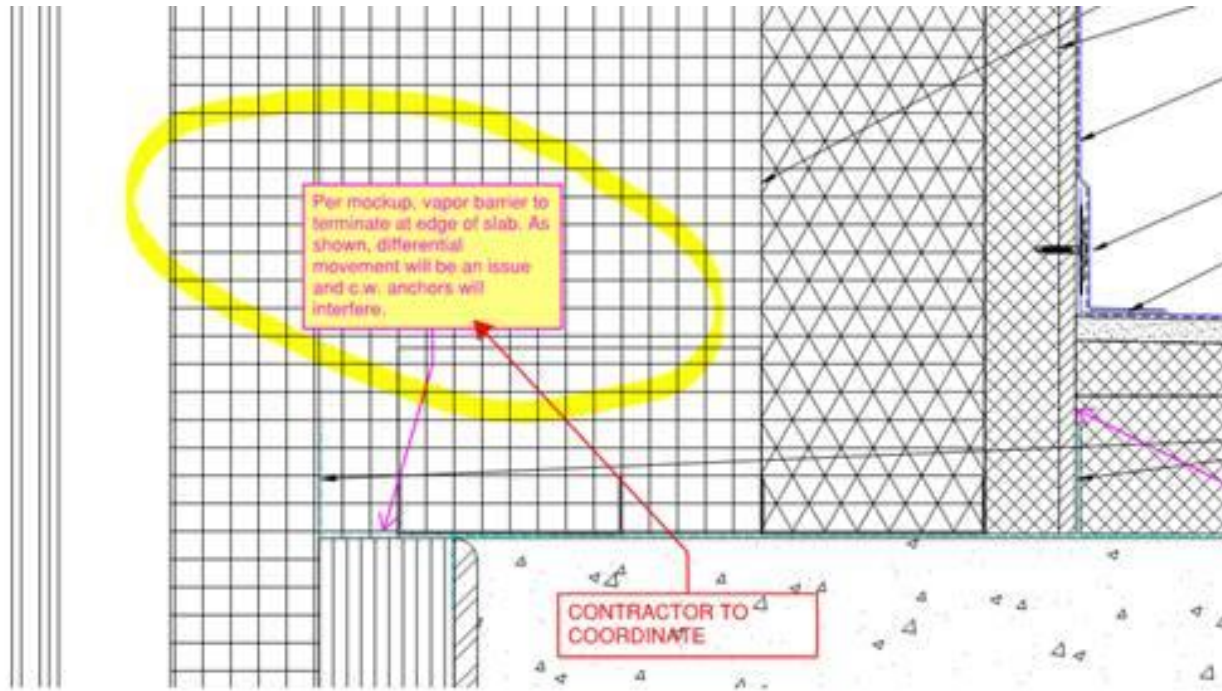 Per mockup, vapor barrier to
terminate at edge of slab. As
shown, differential
movement will be an issue
and c.w. anchors will
interfere.
CONTRACTOR TO
COORDINATE